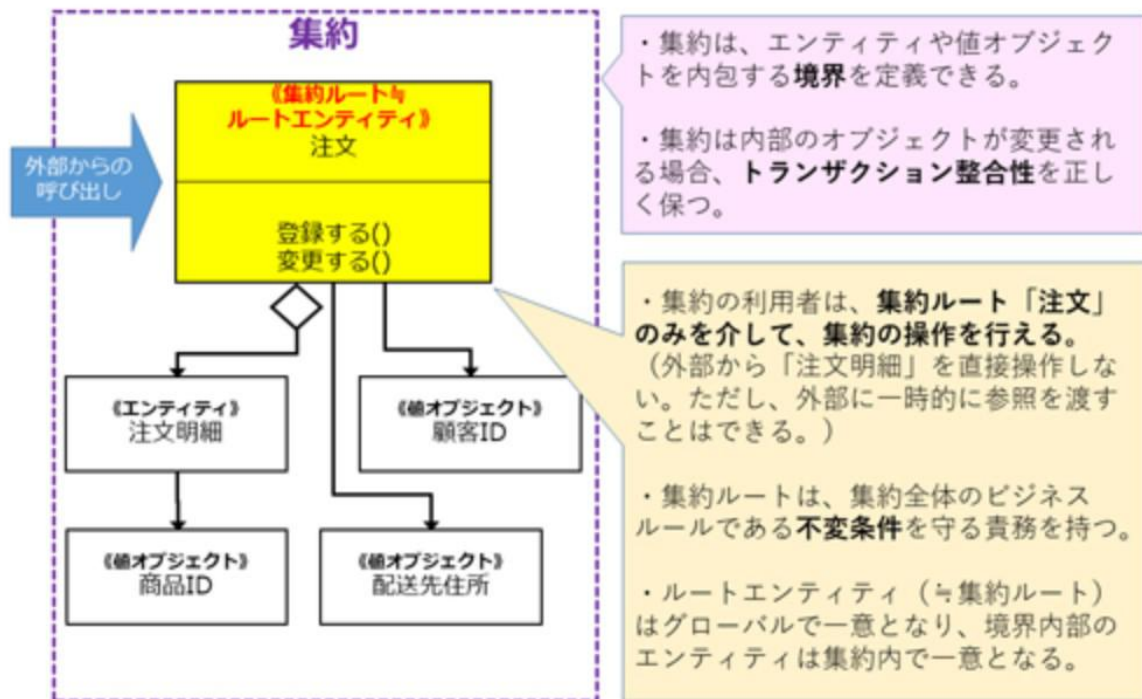 集約
《集約ルート≒
ルートエンティティ》
注文
外部からの
呼び出し
登録する()
変更する()
《エンティティ》
注文明細
《値オブジェクト》
顧客ID
《値オブジェクト》
商品ID
《値オブジェクト》
配送先住所
・集約は、エンティティや値オブジェク
トを内包する境界を定義できる。
・集約は内部のオブジェクトが変更され
る場合、トランザクション整合性を正し
く保つ。
・集約の利用者は、集約ルート「注文」
のみを介して、集約の操作を行える。
（外部から「注文明細」を直接操作しな
い。ただし、外部に一時的に参照を渡す
ことはできる。）
・集約ルートは、集約全体のビジネス
ルールである不変条件を守る責務を持つ。
・ルートエンティティ（≒集約ルート）
はグローバルで一意となり、境界内部の
エンティティは集約内で一意となる。